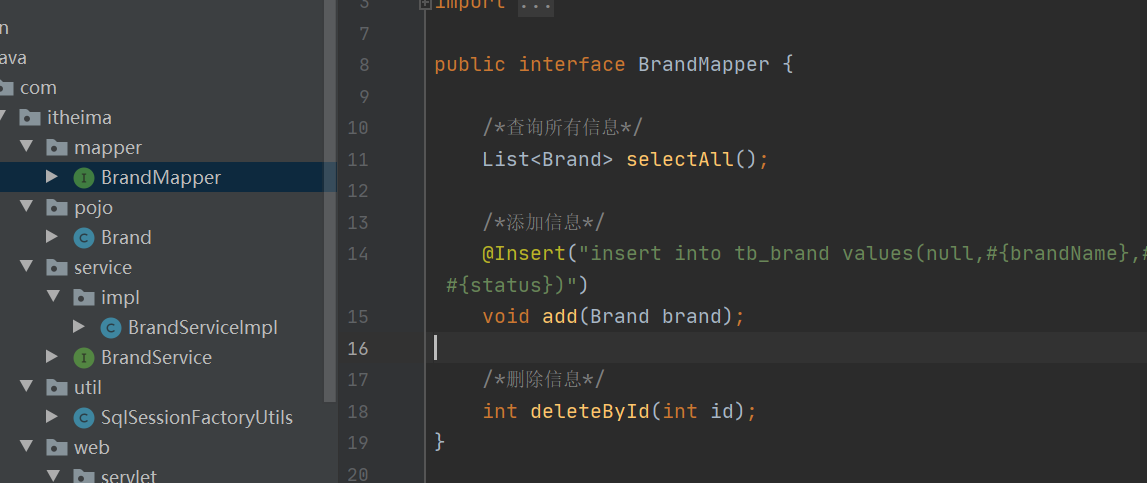 n
ava
com
itheima
mapper
BrandMapper
pojo
Brand
service
impl
BrandServiceImpl
BrandService
util
SqlSessionFactoryUtils
web
servlet
3 import ...
7
8 public interface BrandMapper {
9
10 /*查询所有信息*/
11 List<Brand> selectAll();
12
13 /*添加信息*/
14 @Insert("insert into tb_brand values(null,#{brandName},#
#{status})")
15 void add(Brand brand);
16
17 /*删除信息*/
18 int deleteById(int id);
19 }
20